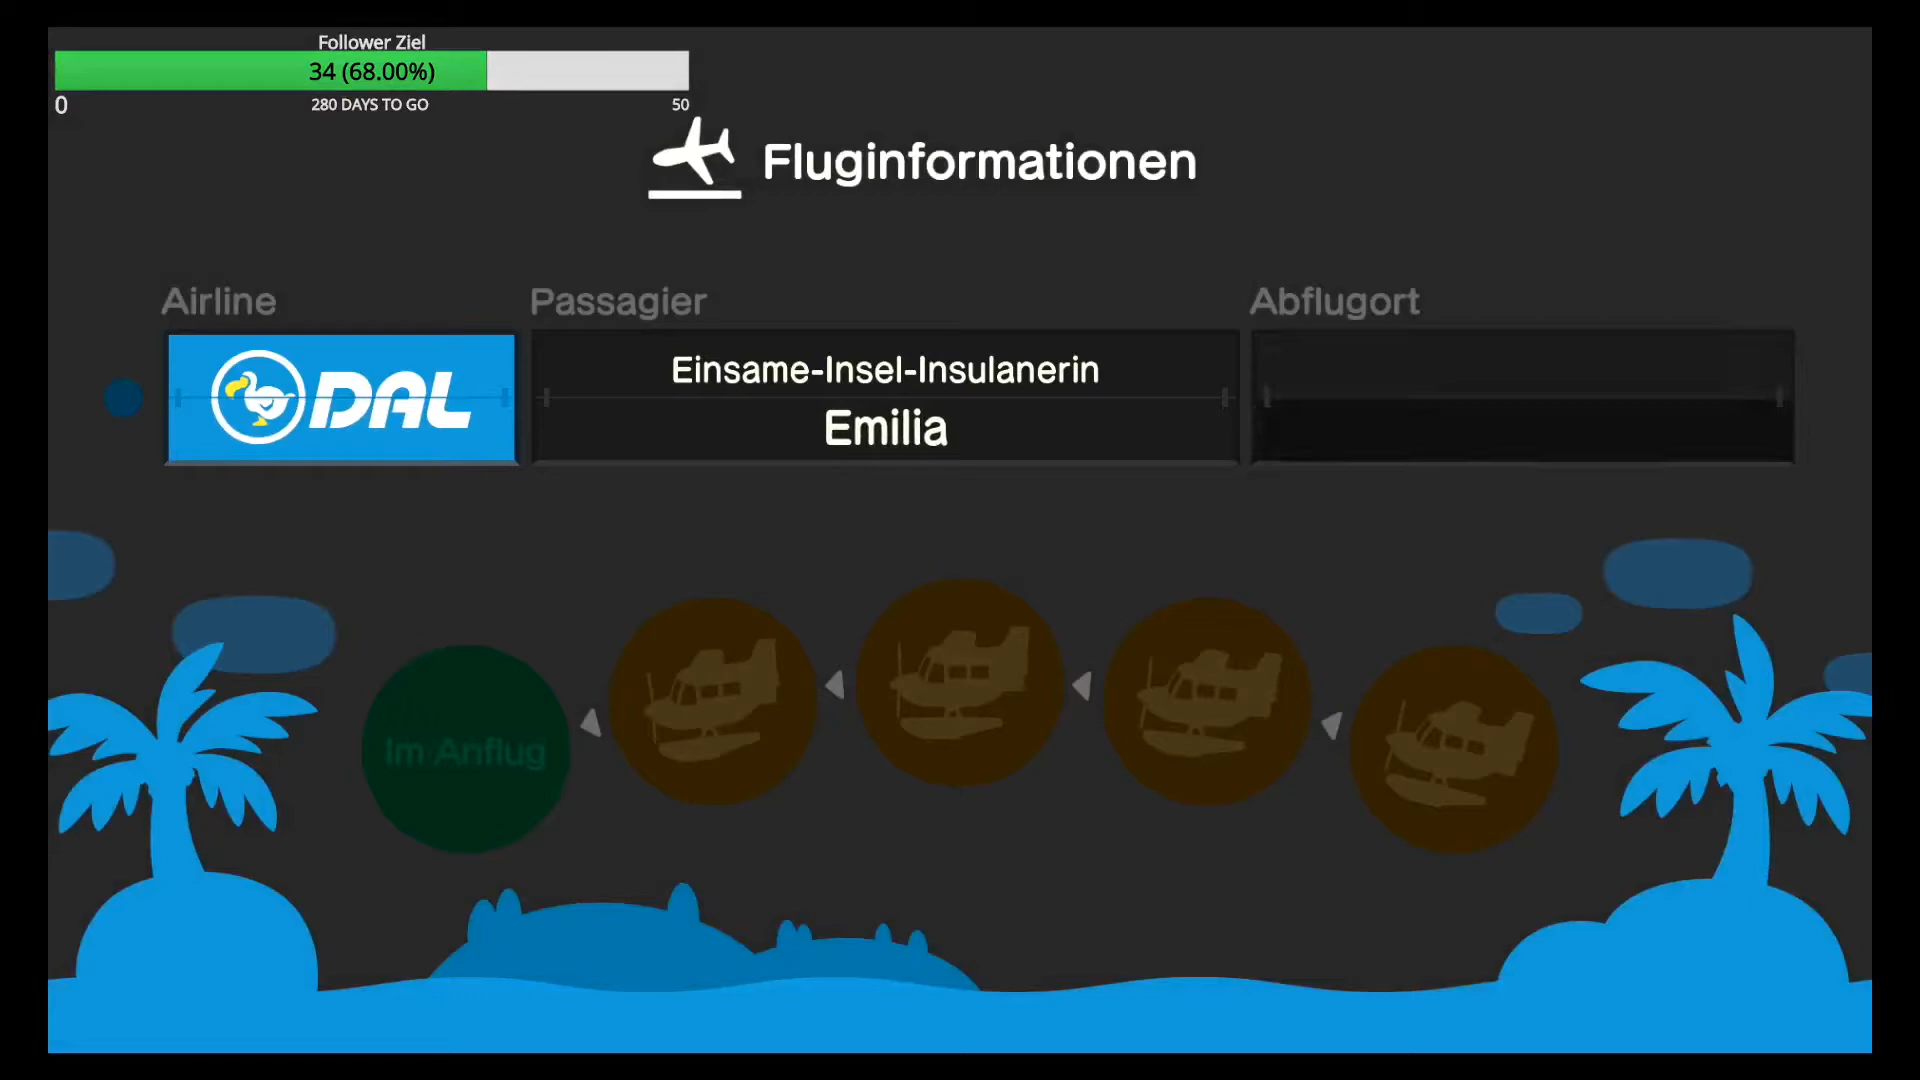 Follower Ziel
34 (68.00%)
0 280 DAYS TO GO 50
Fluginformationen
Airline Passagier Abflugort
DAL
Einsame-Insel-Insulanerin
Emilia
Im Anflug